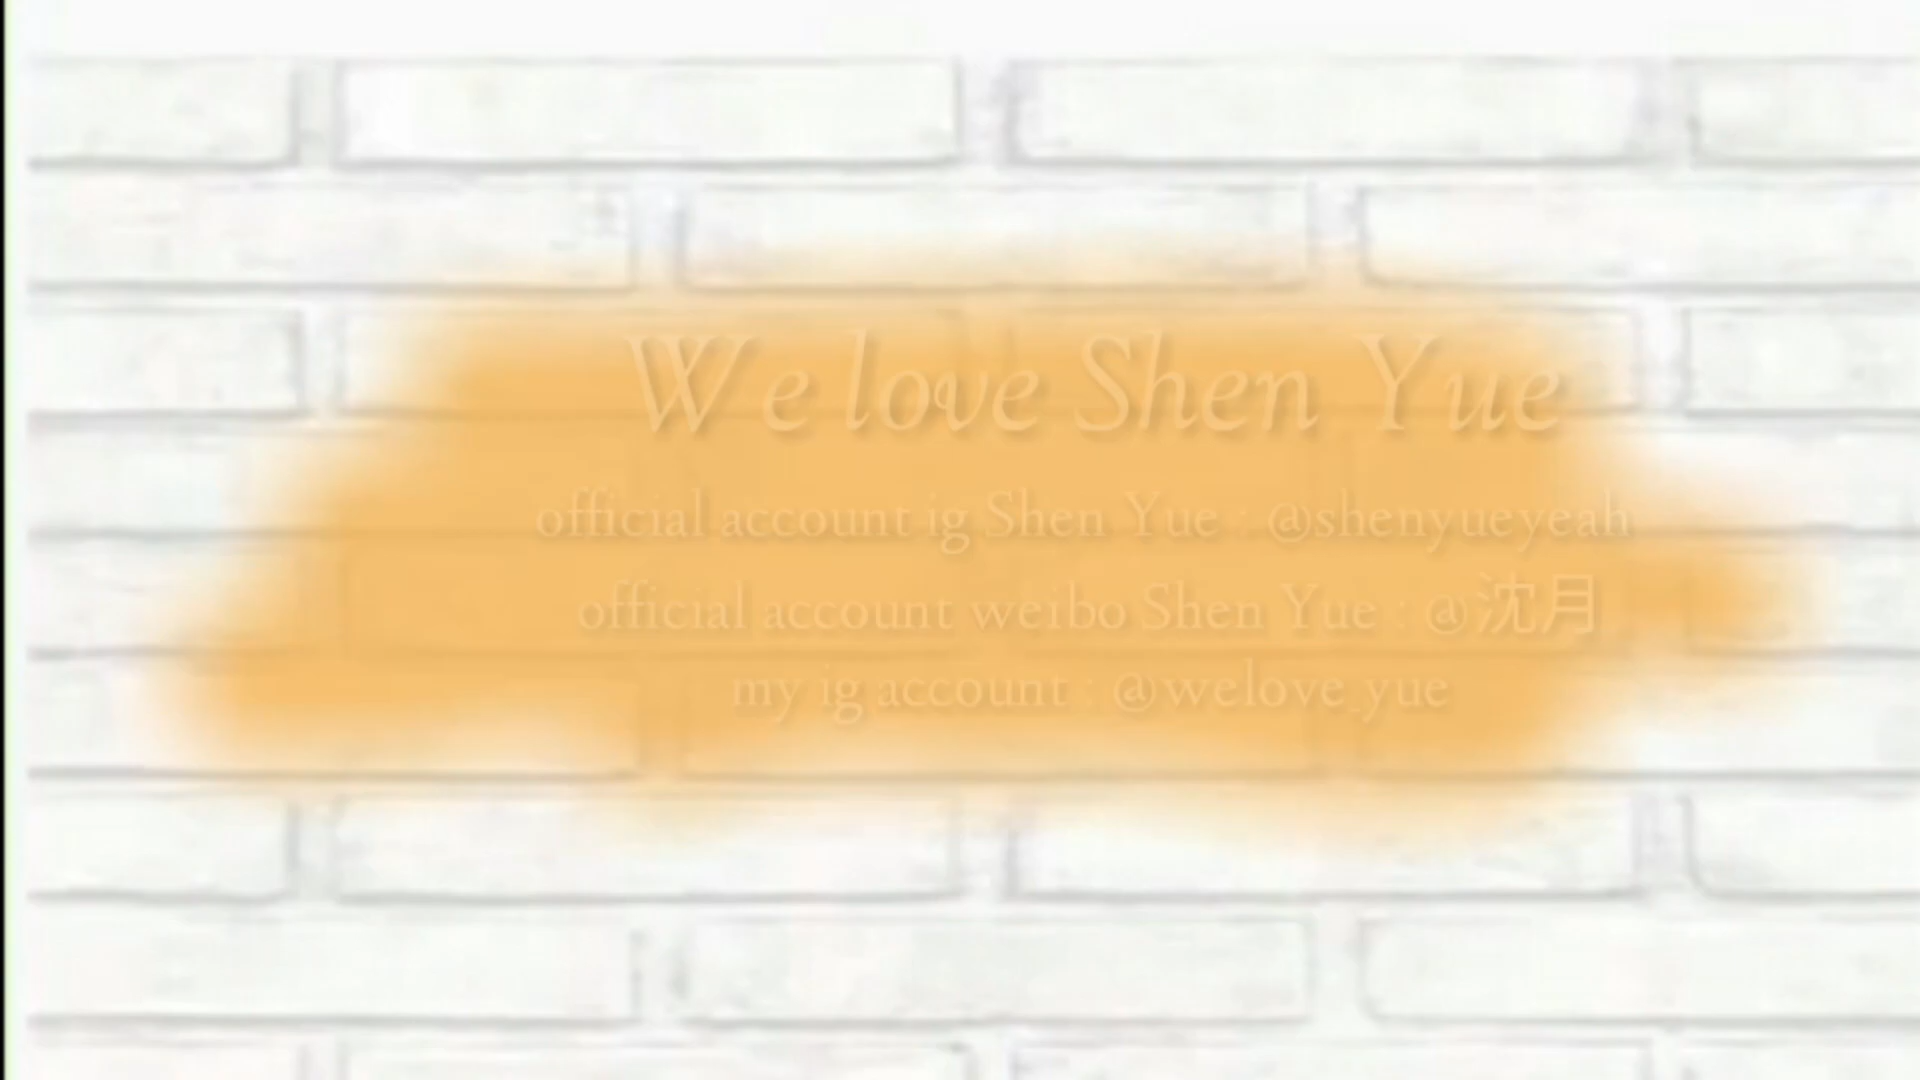 We love Shen Yue
official account ig Shen Yue : @shenyueyeah
official account weibo Shen Yue : @沈月
my ig account : @welove_yue